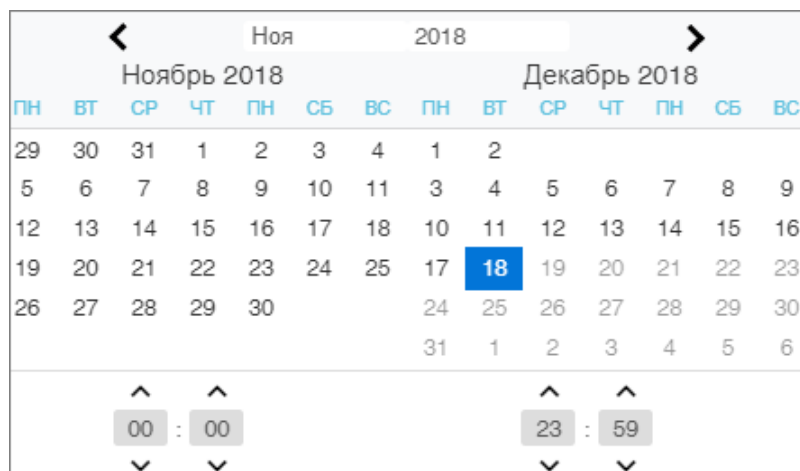 Ноя 2018
Ноябрь 2018 Декабрь 2018
ПН ВТ СР ЧТ ПН СБ ВС ПН ВТ СР ЧТ ПН СБ ВС
29 30 31 1 2 3 4 1 2
5 6 7 8 9 10 11 3 4 5 6 7 8 9
12 13 14 15 16 17 18 10 11 12 13 14 15 16
19 20 21 22 23 24 25 17 18 19 20 21 22 23
26 27 28 29 30 24 25 26 27 28 29 30
31 1 2 3 4 5 6
00 : 00 23 : 59